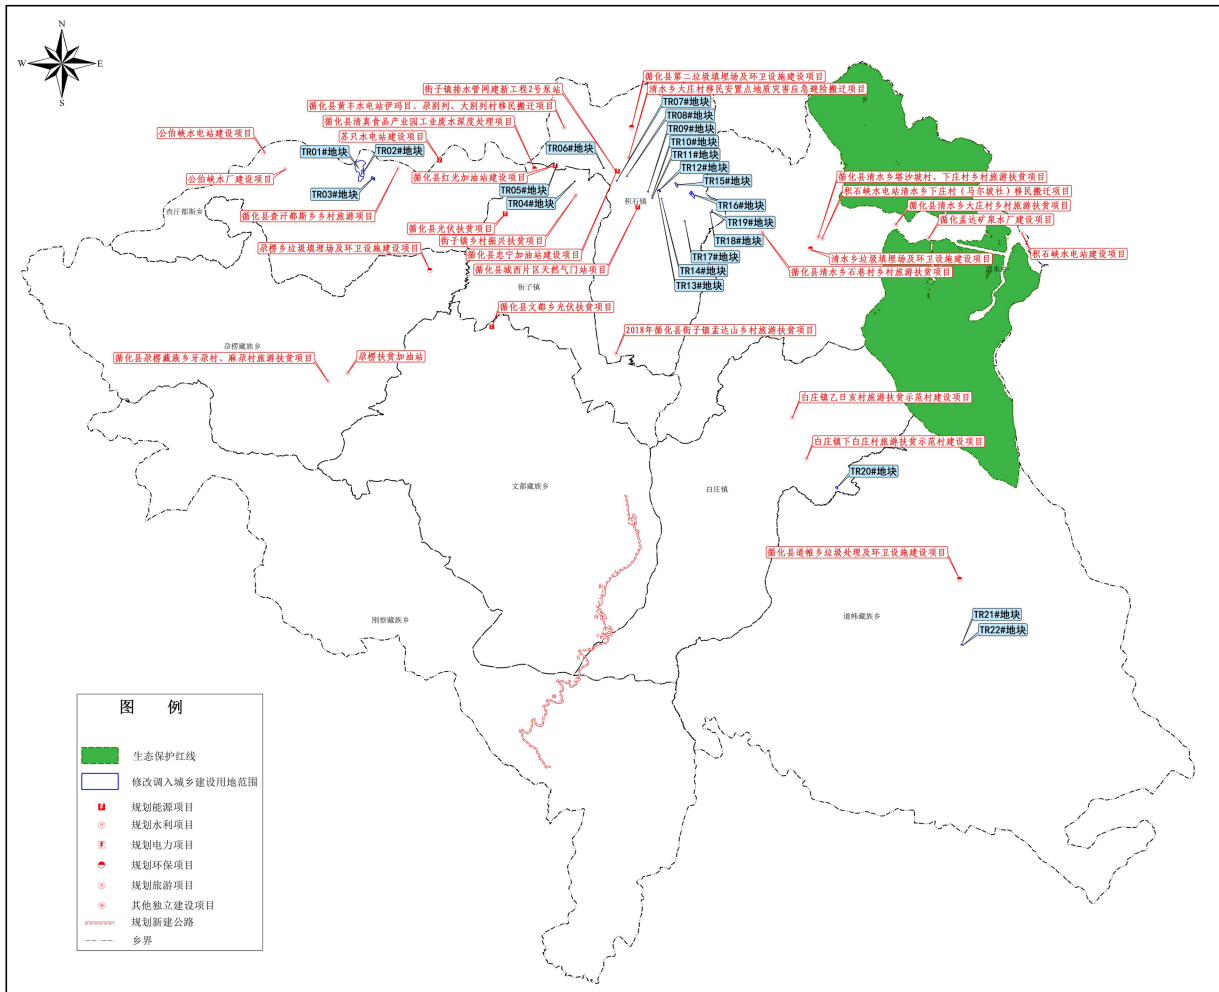 N
W
E
S
循化县第二垃圾填埋场及环卫设施建设项目
街子镇排水管网建新工程2号泵站
清水乡大庄村移民安置点地质灾害应急避险搬迁项目
循化县黄丰水电站伊玛目、尕别列、大别列村移民搬迁项目
TR07#地块
TR08#地块
循化县清真食品产业园工业废水深度处理项目
TR09#地块
公伯峡水电站建设项目
苏只水电站建设项目
TR10#地块
TR01#地块
TR02#地块
TR06#地块
TR11#地块
TR12#地块
公伯峡水厂建设项目
循化县红光加油站建设项目
TR15#地块
循化县清水乡塔沙坡村、下庄村乡村旅游扶贫项目
TR03#地块
TR05#地块
积石峡水电站清水乡下庄村（马尔坡社）移民搬迁项目
TR04#地块
积石镇
TR16#地块
循化县清水乡大庄村乡村旅游扶贫项目
查汗都斯乡
循化县查汗都斯乡乡村旅游项目
TR19#地块
循化孟达矿泉水厂建设项目
循化县光伏扶贫项目
街子镇乡村振兴扶贫项目
TR18#地块
尕楞乡垃圾填埋场及环卫设施建设项目
循化县忠宁加油站建设项目
TR17#地块
清水乡垃圾填埋场及环卫设施建设项目
积石峡水电站建设项目
循化县城西片区天然气门站项目
TR14#地块
循化县清水乡石巷村乡村旅游扶贫项目
清水乡
街子镇
TR13#地块
循化县文都乡光伏扶贫项目
2018年循化县街子镇孟达山乡村旅游扶贫项目
尕楞藏族乡
循化县尕楞藏族乡牙尕村、麻尕村旅游扶贫项目
尕楞扶贫加油站
白庄镇乙日亥村旅游扶贫示范村建设项目
白庄镇下白庄村旅游扶贫示范村建设项目
TR20#地块
文都藏族乡
白庄镇
循化县道帏乡垃圾处理及环卫设施建设项目
刚察藏族乡
道帏藏族乡
TR21#地块
TR22#地块
图 例
生态保护红线
修改调入城乡建设用地范围
规划能源项目
规划水利项目
规划电力项目
规划环保项目
规划旅游项目
其他独立建设项目
规划新建公路
乡界